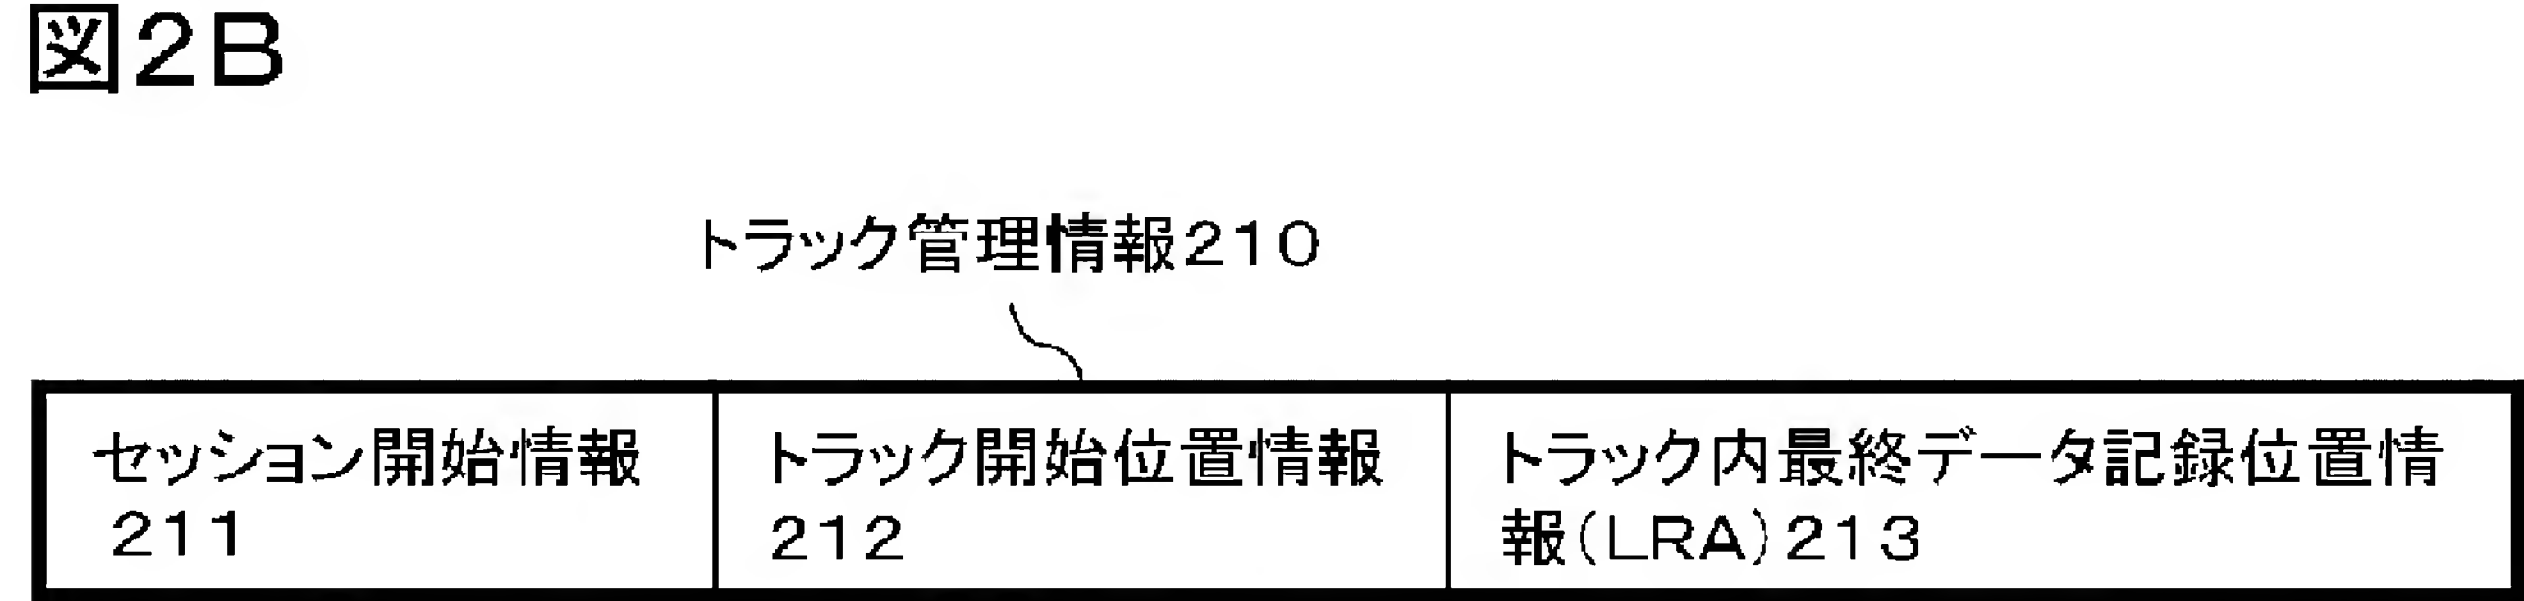 図2B
トラック管理情報210
セッション開始情報
211
トラック開始位置情報
212
トラック内最終データ記録位置情
報(LRA)213